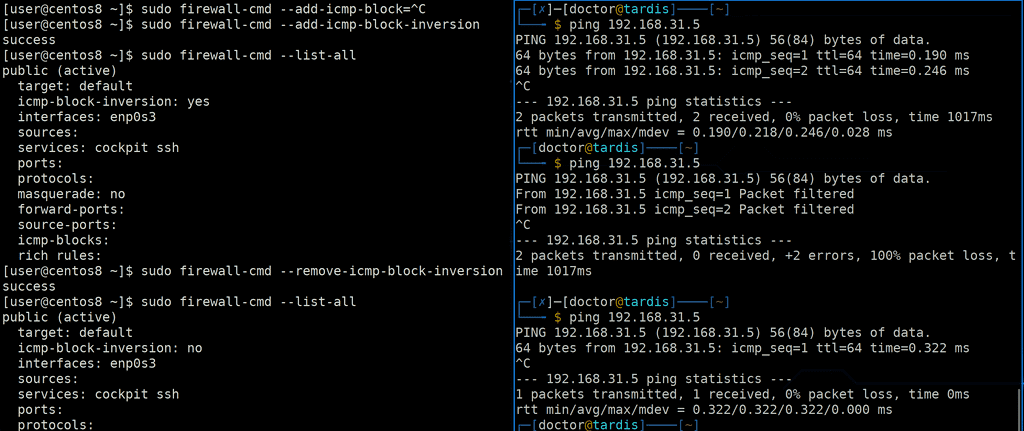 [user@centos8 ~]$ sudo firewall-cmd --add-icmp-block=^C
[user@centos8 ~]$ sudo firewall-cmd --add-icmp-block-inversion
success
[user@centos8 ~]$ sudo firewall-cmd --list-all
public (active)
  target: default
  icmp-block-inversion: yes
  interfaces: enp0s3
  sources:
  services: cockpit ssh
  ports:
  protocols:
  masquerade: no
  forward-ports:
  source-ports:
  icmp-blocks:
  rich rules:
[user@centos8 ~]$ sudo firewall-cmd --remove-icmp-block-inversion
success
[user@centos8 ~]$ sudo firewall-cmd --list-all
public (active)
  target: default
  icmp-block-inversion: no
  interfaces: enp0s3
  sources:
  services: cockpit ssh
  ports:
  protocols:
┌─[✗]─[doctor@tardis]────[~]
└──╼ $ ping 192.168.31.5
PING 192.168.31.5 (192.168.31.5) 56(84) bytes of data.
64 bytes from 192.168.31.5: icmp_seq=1 ttl=64 time=0.190 ms
64 bytes from 192.168.31.5: icmp_seq=2 ttl=64 time=0.246 ms
^C
--- 192.168.31.5 ping statistics ---
2 packets transmitted, 2 received, 0% packet loss, time 1017ms
rtt min/avg/max/mdev = 0.190/0.218/0.246/0.028 ms
┌─[doctor@tardis]────[~]
└──╼ $ ping 192.168.31.5
PING 192.168.31.5 (192.168.31.5) 56(84) bytes of data.
From 192.168.31.5 icmp_seq=1 Packet filtered
From 192.168.31.5 icmp_seq=2 Packet filtered
^C
--- 192.168.31.5 ping statistics ---
2 packets transmitted, 0 received, +2 errors, 100% packet loss, t
ime 1017ms
┌─[✗]─[doctor@tardis]────[~]
└──╼ $ ping 192.168.31.5
PING 192.168.31.5 (192.168.31.5) 56(84) bytes of data.
64 bytes from 192.168.31.5: icmp_seq=1 ttl=64 time=0.322 ms
^C
--- 192.168.31.5 ping statistics ---
1 packets transmitted, 1 received, 0% packet loss, time 0ms
rtt min/avg/max/mdev = 0.322/0.322/0.322/0.000 ms
┌─[doctor@tardis]────[~]